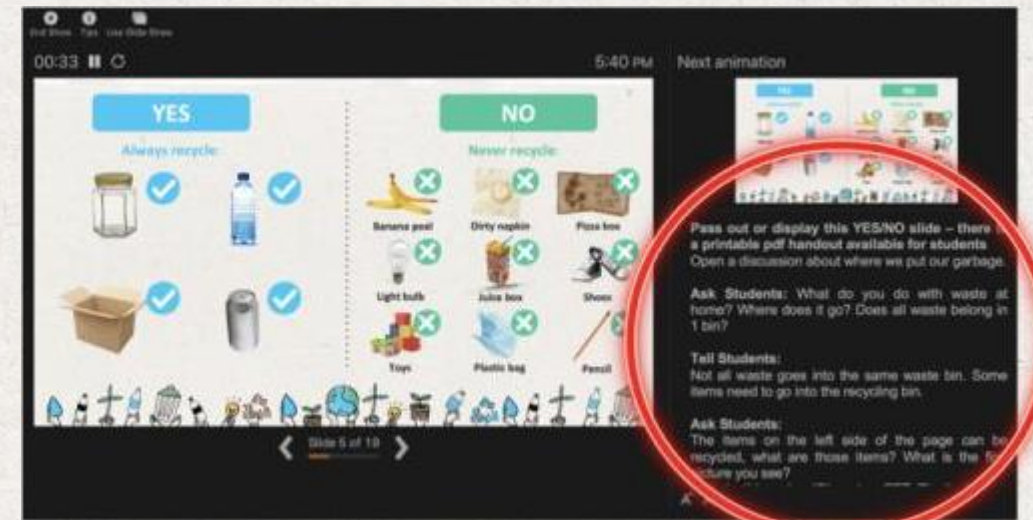 End Show Tips Use Slide Show
00:33
5:40 PM
Next animation
YES
NO
Always recycle:
Never recycle:
Banana peel
Dirty napkin
Pizza box
Light bulb
Juice box
Shoes
Toys
Plastic bag
Pencil
Slide 5 of 19
YES
NO
Pass out or display this YES/NO slide – there
a printable pdf handout available for students
Open a discussion about where we put our garbage.
Ask Students: What do you do with waste at
home? Where does it go? Does all waste belong in
1 bin?
Tell Students:
Not all waste goes into the same waste bin. Some
items need to go into the recycling bin.
Ask Students:
The items on the left side of the page can be
recycled, what are those items? What is the
picture you see?